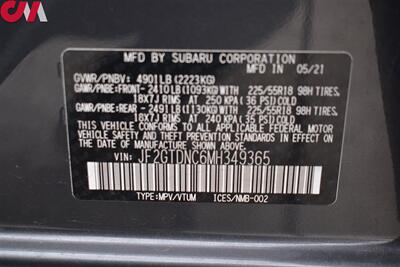 MFD. BY SUBARU CORPORATION
GVWR/PNBV: 4901LB (2223KG) MFD IN 05/21
GAWR/PNBE:FRONT- 2410LB(1093KG)WITH 225/55R18 98H TIRES.
18X7J RIMS AT 250 KPA(36 PSI)COLD
GAWR/PNBE:REAR - 2491LB(1130KG)WITH 225/55R18 98H TIRES.
18X7J RIMS AT 240 KPA(35 PSI)COLD
THIS VEHICLE CONFORMS TO ALL APPLICABLE FEDERAL MOTOR
VEHICLE SAFETY AND THEFT PREVENTION STANDARDS IN
EFFECT ON THE DATE OF MANUFACTURE SHOWN ABOVE.
VIN: JF2GTDNC6MH349365
TYPE:MPV/VTUM ICES/NMB-002